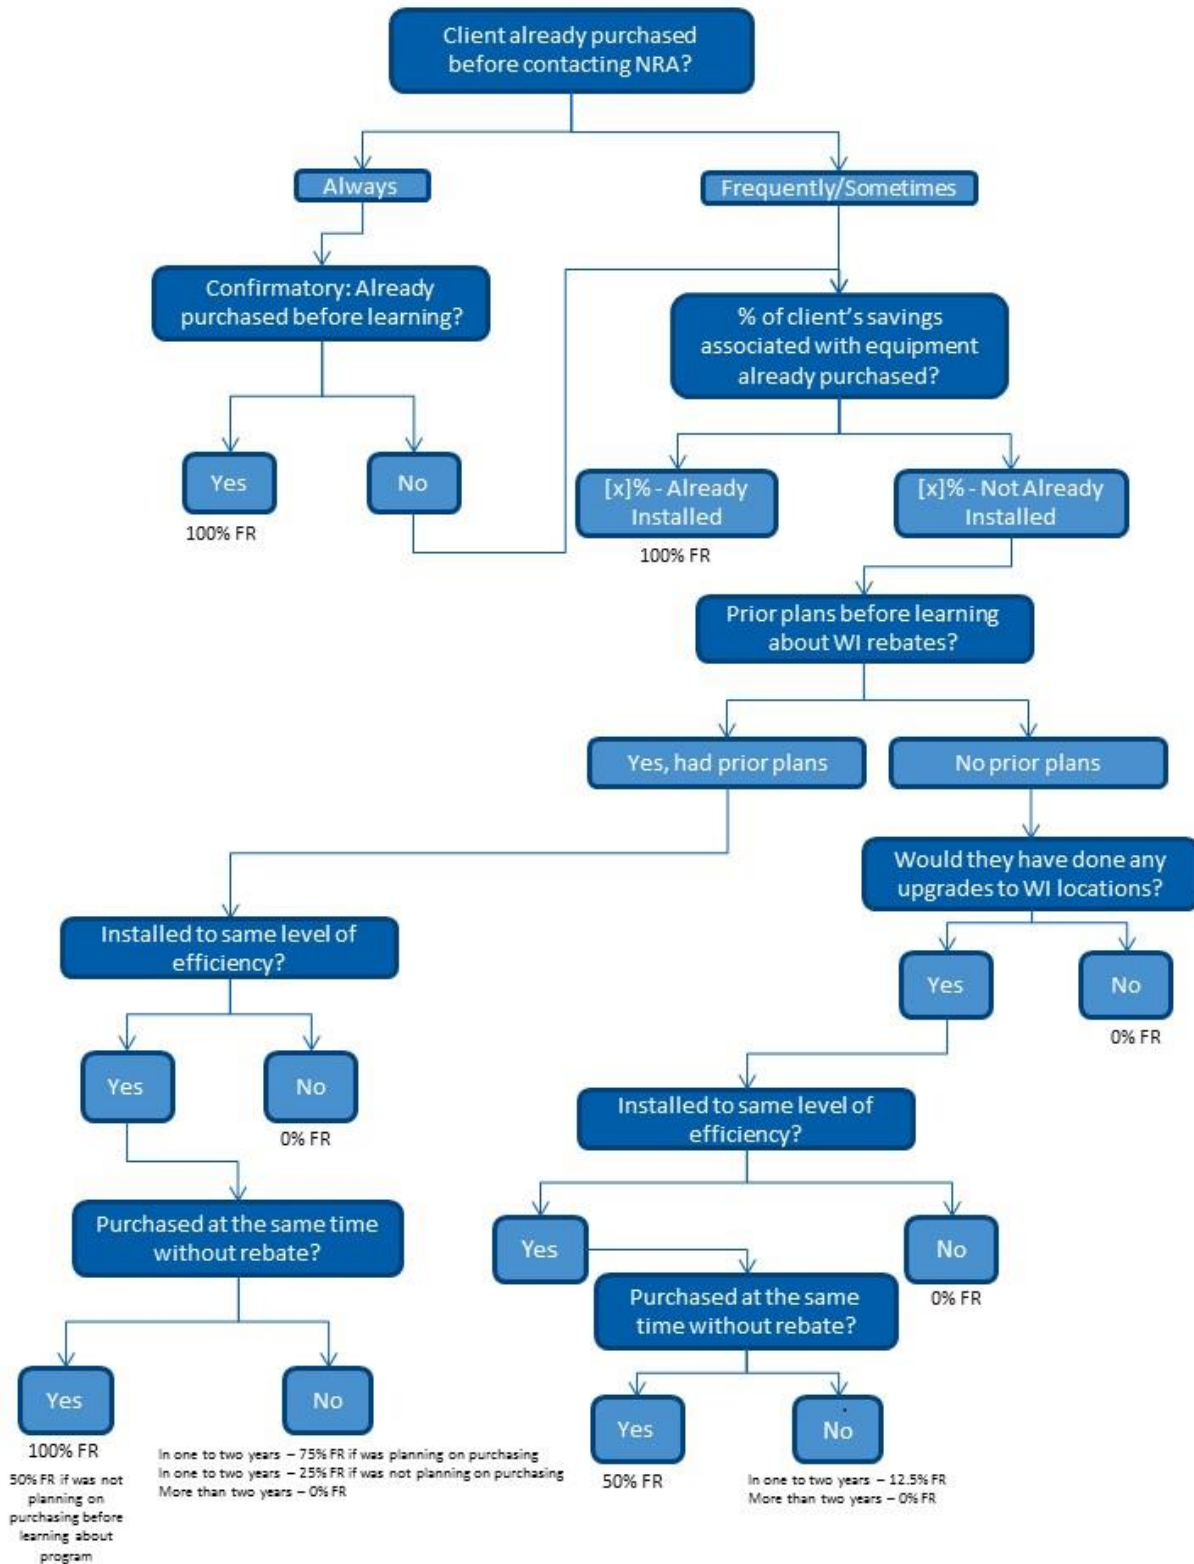 Client already purchased
before contacting NRA?
Always
Frequently/Sometimes
Confirmatory: Already
purchased before learning?
% of client's savings
associated with equipment
already purchased?
Yes
No
100% FR
[x]% - Already
Installed
[x]% - Not Already
Installed
100% FR
Prior plans before learning
about WI rebates?
Yes, had prior plans
No prior plans
Would they have done any
upgrades to WI locations?
Installed to same level of
efficiency?
Yes
No
0% FR
Yes
No
0% FR
Installed to same level of
efficiency?
Purchased at the same time
without rebate?
Yes
No
0% FR
Purchased at the same
time without rebate?
Yes
No
100% FR
50% FR if was not
planning on
purchasing before
learning about
program
In one to two years – 75% FR if was planning on purchasing
In one to two years – 25% FR if was not planning on purchasing
More than two years – 0% FR
Yes
No
50% FR
In one to two years – 12.5% FR
More than two years – 0% FR